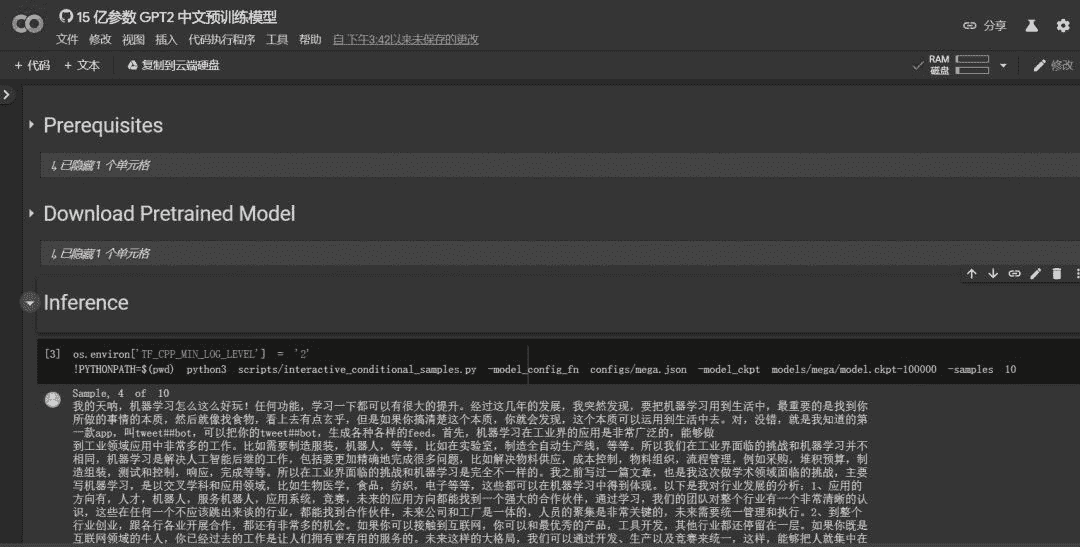 15 亿参数 GPT2 中文预训练模型
文件 修改 视图 插入 代码执行程序 工具 帮助 自 下午3:42以来未保存的更改
分享
+ 代码 + 文本 复制到云端硬盘
RAM
磁盘
修改
Prerequisites
已隐藏 1 个单元格
Download Pretrained Model
已隐藏 1 个单元格
Inference
[3] os.environ['TF_CPP_MIN_LOG_LEVEL'] = '2'
!PYTHONPATH=$(pwd) python3 scripts/interactive_conditional_samples.py -model_config_fn configs/mega.json -model_ckpt models/mega/model.ckpt-100000 -samples 10
Sample, 4 of 10
我的天呐，机器学习怎么这么好玩！任何功能，学习一下都可以有很大的提升。经过这几年的发展，我突然发现，要把机器学习用到生活中，最重要的是找到你
所做的事情的本质，然后就像找食物，看上去有点玄乎，但是如果你搞清楚这个本质，你就会发现，这个本质可以运用到生活中去。对，没错，就是我知道的第
一款app，叫tweet##bot，可以把你的tweet##bot，生成各种各样的feed。首先，机器学习在工业界的应用是非常广泛的，能够做
到工业领域应用中非常多的工作。比如需要制造服装，机器人，等等，比如在实验室，制造全自动生产线，等等。所以我们在工业界面临的挑战和机器学习并不
相同，机器学习是解决人工智能后继的工作，包括要更加精确地完成很多问题，比如解决物料供应，成本控制，物料组织，流程管理，例如采购，堆积预算，制
造组装，测试和控制，响应，完成等等。所以在工业界面临的挑战和机器学习是完全不一样的。我之前写过一篇文章，也是我这次做学术领域面临的挑战，主要
写机器学习，是以交叉学科和应用领域，比如生物医学，食品，纺织，电子等等，这些都可以在机器学习中得到体现。以下是我对行业发展的分析：1、应用的
方向有，人才，机器人，服务机器人，应用系统，竞赛，未来的应用方向都能找到一个强大的合作伙伴，通过学习，我们的团队对整个行业有一个非常清晰的认
识，这些在任何一个不应该跳出来谈的行业，都能找到合作伙伴，未来公司和工厂是一体的，人员的聚集是非常关键的，未来需要统一管理和执行。2、到整个
行业创业，跟各行各业开展合作，都还有非常多的机会。如果你可以接触到互联网，你可以和最优秀的产品，工具开发，其他行业都还停留在一层。如果你既是
互联网领域的牛人，你已经过去的工作是让人们拥有更有用的服务的。未来这样的大格局，我们可以通过开发、生产以及竞赛来统一，这样，能够把人就集中在